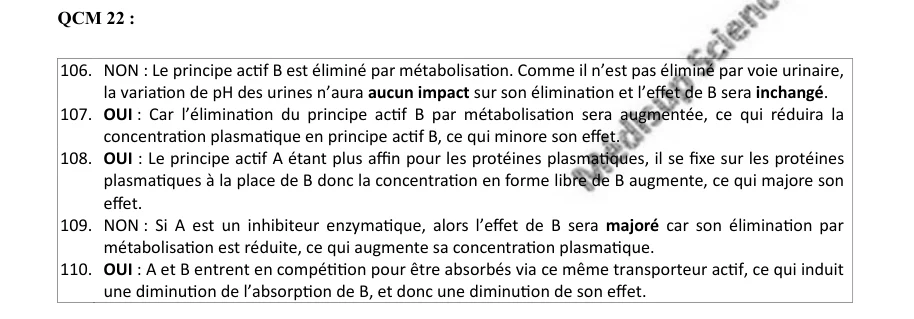 QCM 22 :
106. NON : Le principe actif B est éliminé par métabolisation. Comme il n'est pas éliminé par voie urinaire,
la variation de pH des urines n'aura aucun impact sur son élimination et l'effet de B sera inchangé.
107. OUI : Car l'élimination du principe actif B par métabolisation sera augmentée, ce qui réduira la
concentration plasmatique en principe actif B, ce qui minore son effet.
108. OUI : Le principe actif A étant plus affin pour les protéines plasmatiques, il se fixe sur les protéines
plasmatiques à la place de B donc la concentration en forme libre de B augmente, ce qui majore son
effet.
109. NON : Si A est un inhibiteur enzymatique, alors l'effet de B sera majoré car son élimination par
métabolisation est réduite, ce qui augmente sa concentration plasmatique.
110. OUI : A et B entrent en compétition pour être absorbés via ce même transporteur actif, ce qui induit
une diminution de l'absorption de B, et donc une diminution de son effet.
Medisup Scienc